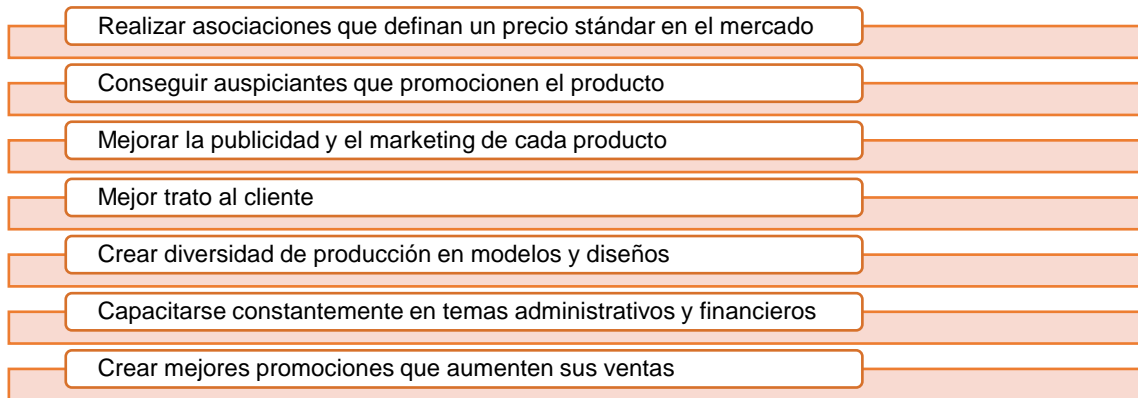 Realizar asociaciones que definan un precio stándar en el mercado
Conseguir auspiciantes que promocionen el producto
Mejorar la publicidad y el marketing de cada producto
Mejor trato al cliente
Crear diversidad de producción en modelos y diseños
Capacitarse constantemente en temas administrativos y financieros
Crear mejores promociones que aumenten sus ventas